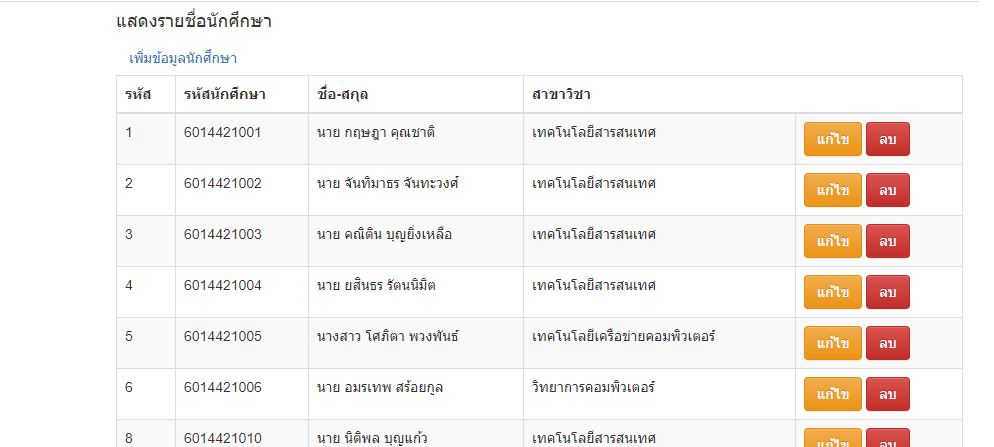 แสดงรายชื่อนักศึกษา
เพิ่มข้อมูลนักศึกษา
รหัส รหัสนักศึกษา ชื่อ-สกุล สาขาวิชา
1 6014421001 นาย กฤษฎา คุณชาติ เทคโนโลยีสารสนเทศ แก้ไข ลบ
2 6014421002 นาย จันทิมาธร จันทะวงศ์ เทคโนโลยีสารสนเทศ แก้ไข ลบ
3 6014421003 นาย คณิติน บุญยิ่งเหลือ เทคโนโลยีสารสนเทศ แก้ไข ลบ
4 6014421004 นาย ยสินธร รัตนนิมิต เทคโนโลยีสารสนเทศ แก้ไข ลบ
5 6014421005 นางสาว โศภิตา พวงพันธ์ เทคโนโลยีเครือข่ายคอมพิวเตอร์ แก้ไข ลบ
6 6014421006 นาย อมรเทพ สร้อยกูล วิทยาการคอมพิวเตอร์ แก้ไข ลบ
8 6014421010 นาย นิติพล บุญแก้ว เทคโนโลยีสารสนเทศ แก้ไข ลบ